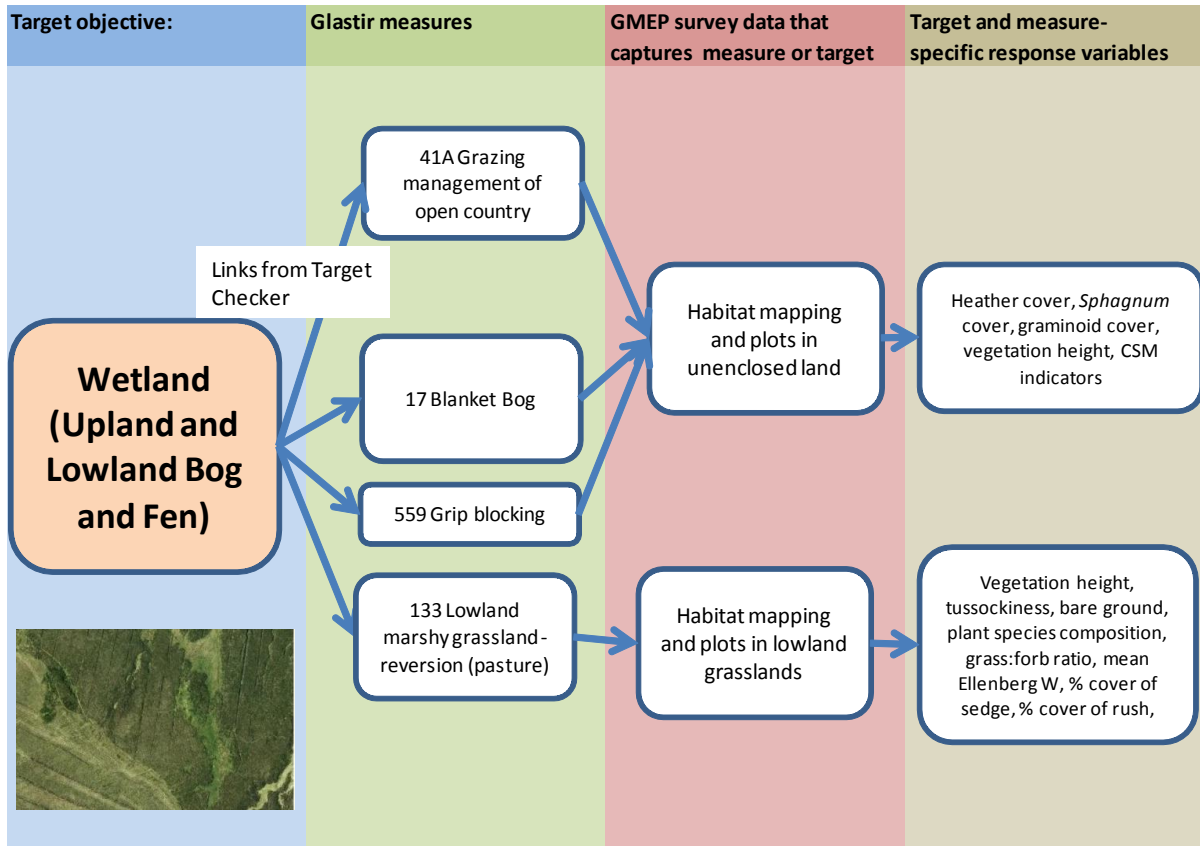 Target objective:
Glastir measures
GMEP survey data that
captures measure or target
Target and measure-
specific response variables
Links from Target
Checker
Wetland
(Upland and
Lowland Bog
and Fen)
41A Grazing
management of
open country
17 Blanket Bog
559 Grip blocking
133 Lowland
marshy grassland -
reversion (pasture)
Habitat mapping
and plots in
unenclosed land
Habitat mapping
and plots in lowland
grasslands
Heather cover, Sphagnum
cover, graminoid cover,
vegetation height, CSM
indicators
Vegetation height,
tussockiness, bare ground,
plant species composition,
grass:forb ratio, mean
Ellenberg W, % cover of
sedge, % cover of rush,